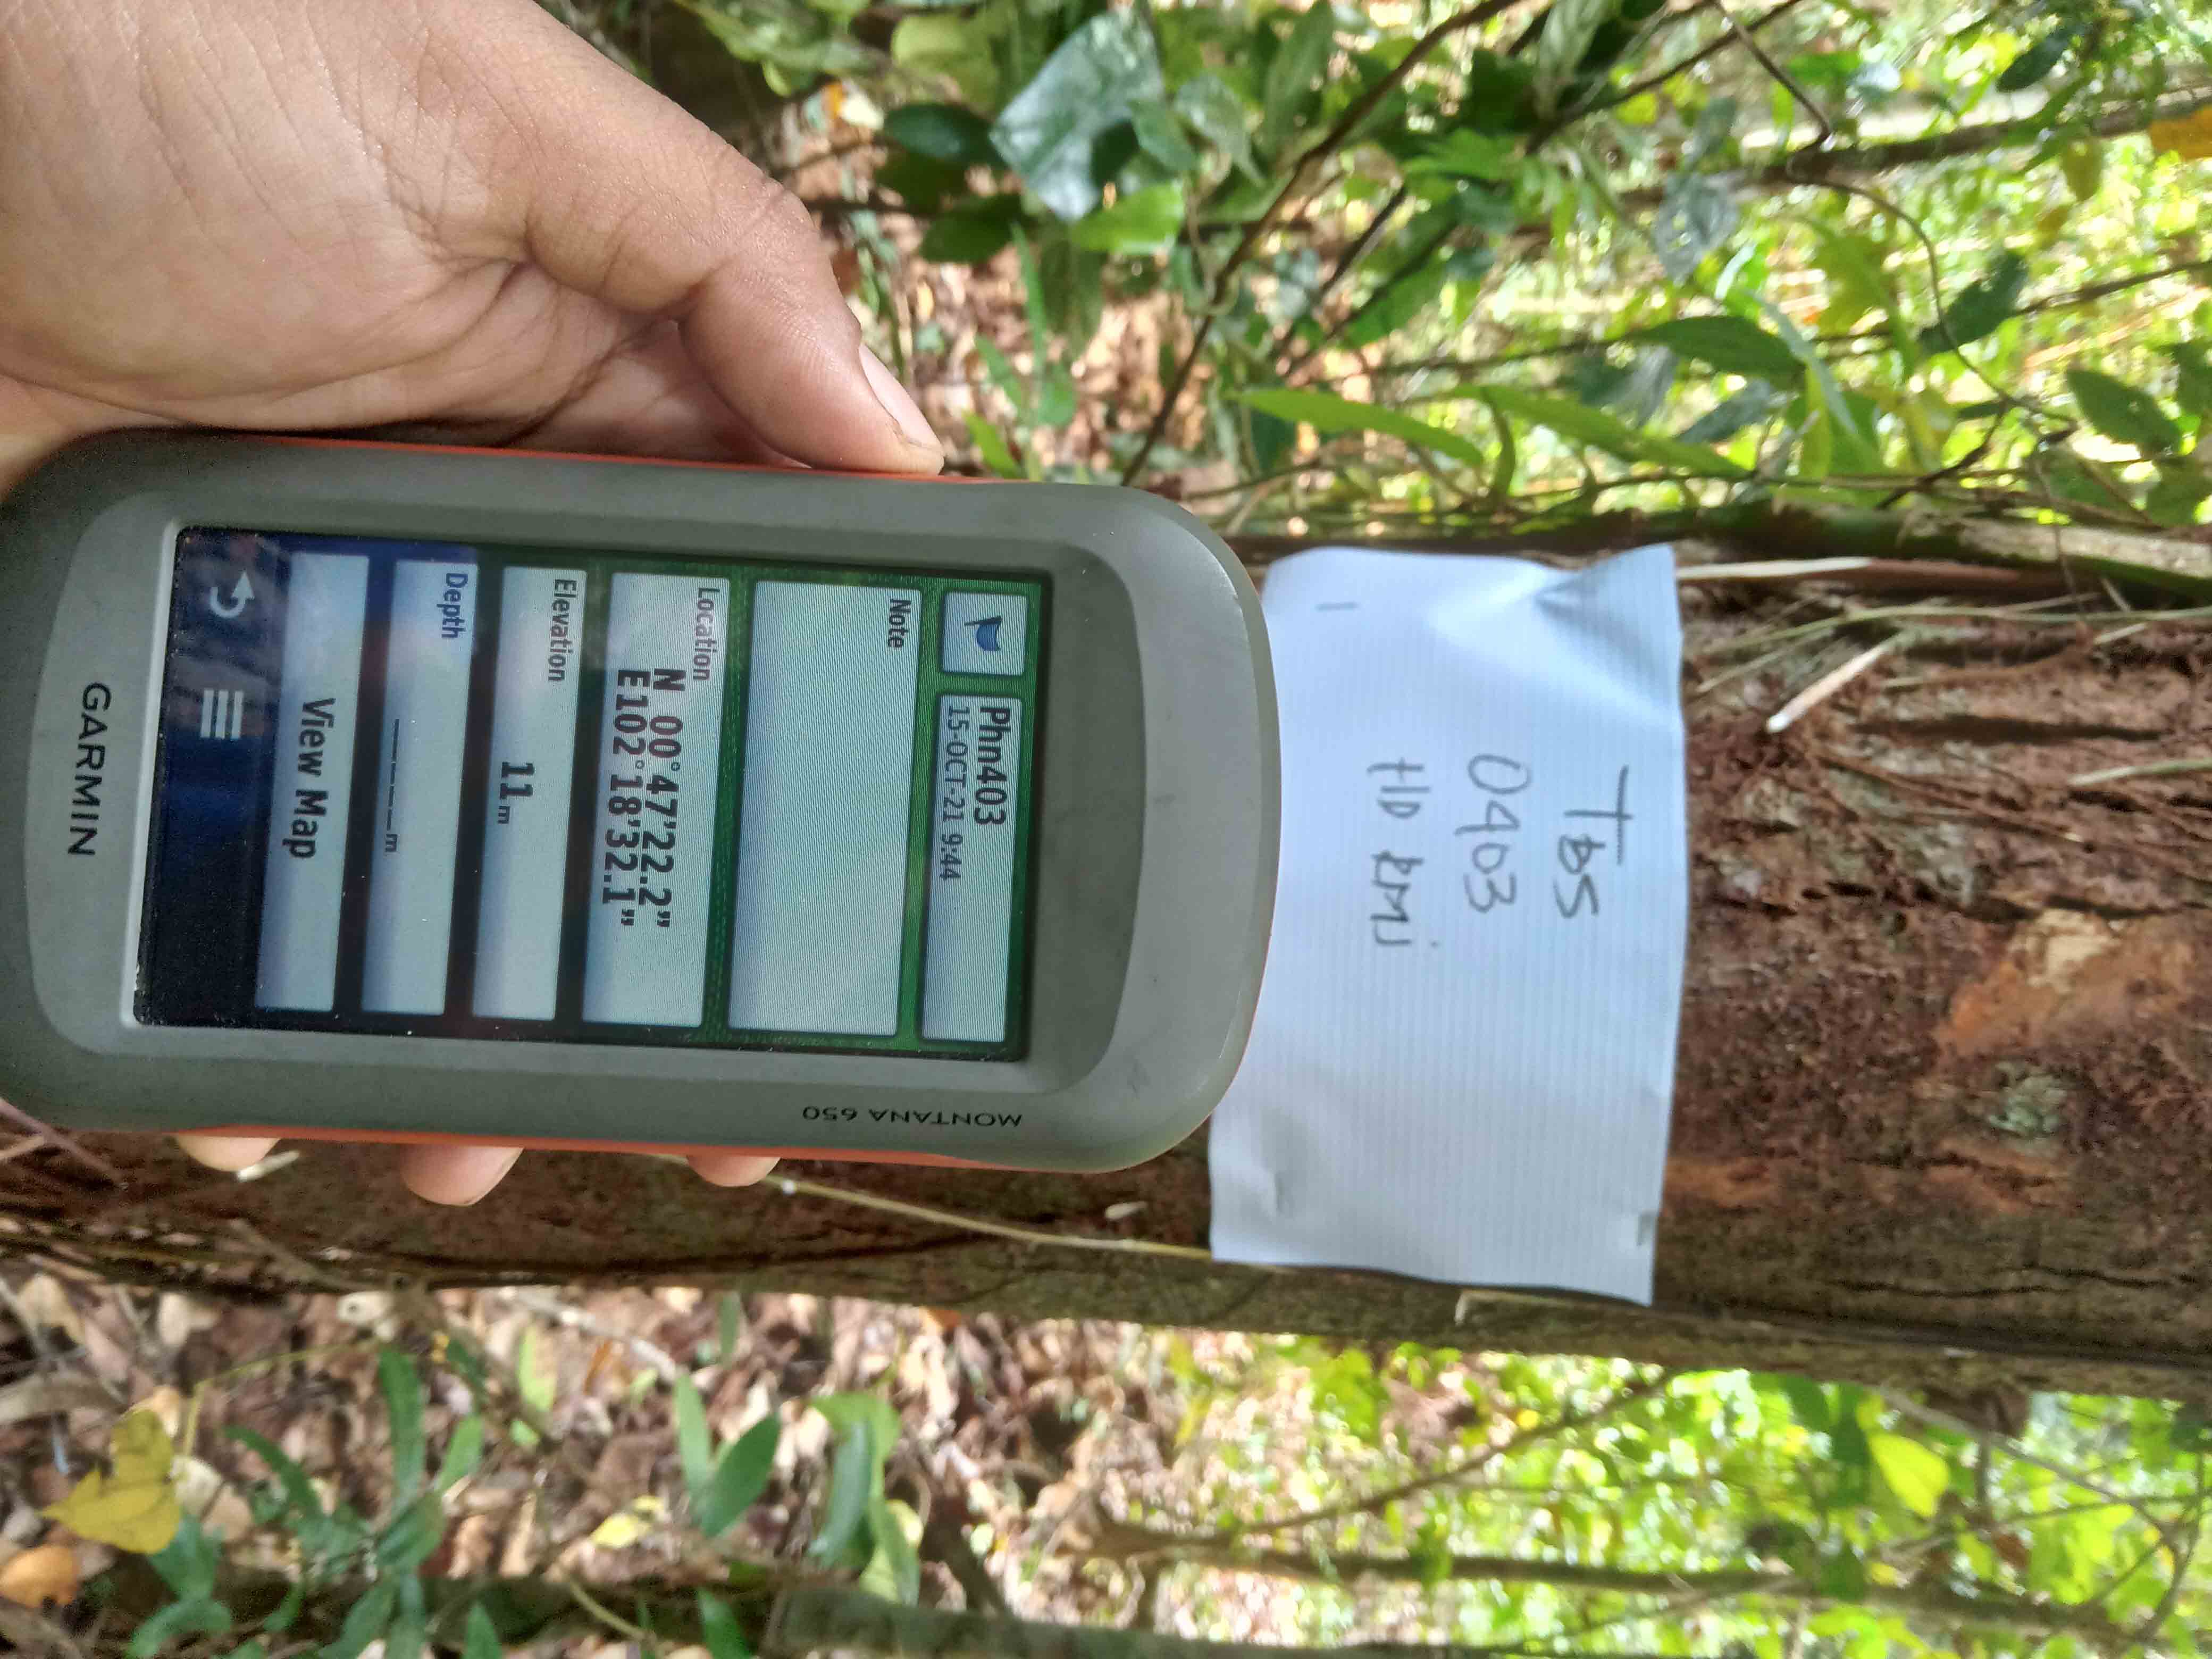 Tbs
0403
HD RMj
Phn403
15-OCT-21 9:44
Note
Location
N 00°47'22.2"
E102°18'32.1"
Elevation
11m
Depth
_____m
View Map
GARMIN
MONTANA 650